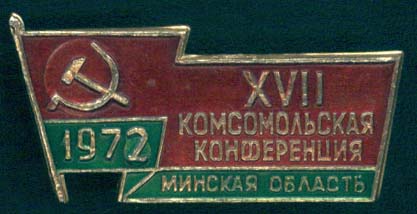 1972
XVII
КОМСОМОЛЬСКАЯ
КОНФЕРЕНЦИЯ
МИНСКАЯ ОБЛАСТЬ